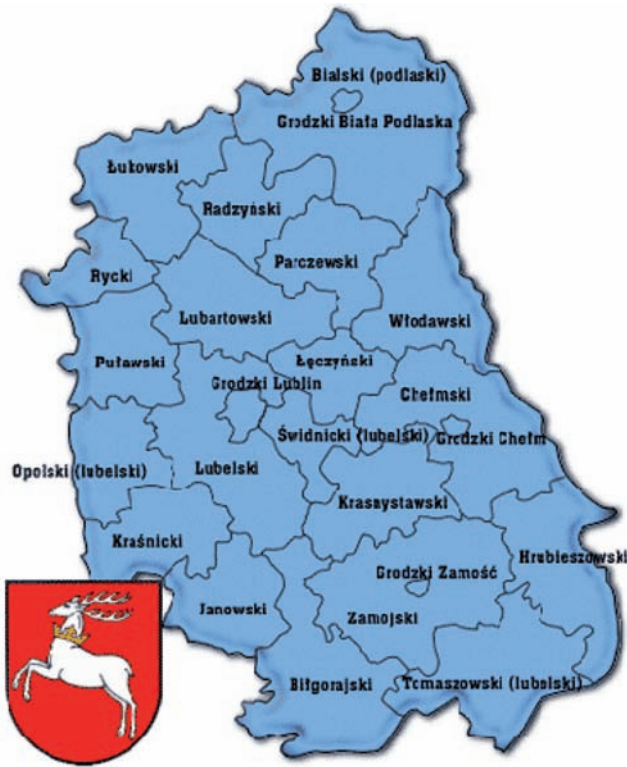 Bialski (podlaski)
Grodzki Biała Podlaska
Łukowski
Radzyński
Parczewski
Rycki
Lubartowski
Włodawski
Puławski
Łęczyński
Grodzki Lublin
Chełmski
Świdnicki (lubelski)
Grodzki Chełm
Opolski (lubelski)
Lubelski
Krasnystawski
Kraśnicki
Hrubieszowski
Grodzki Zamość
Janowski
Zamojski
Biłgorajski
Tomaszowski (lubelski)